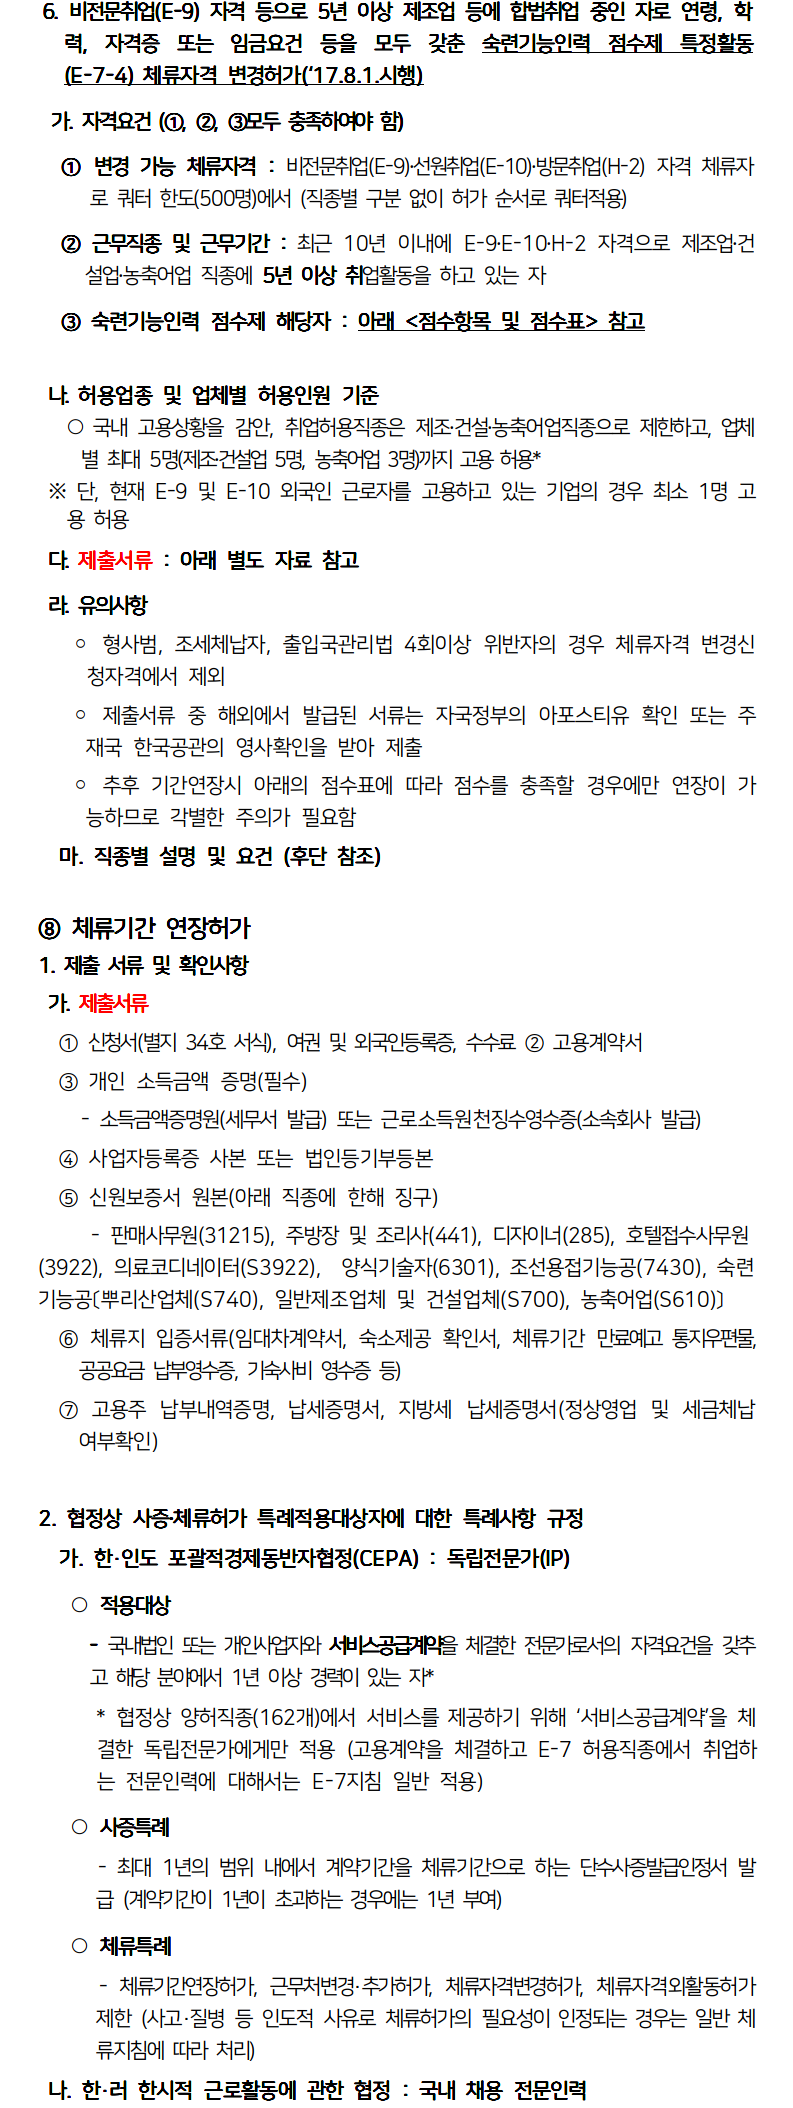 6. 비전문취업(E-9) 자격 등으로 5년 이상 제조업 등에 합법취업 중인 자로 연령, 학
력, 자격증 또는 임금요건 등을 모두 갖춘 숙련기능인력 점수제 특정활동
(E-7-4) 체류자격 변경허가(‘17.8.1.시행)
가. 자격요건 (①, ②, ③모두 충족하여야 함)
① 변경 가능 체류자격 : 비전문취업(E-9)·선원취업(E-10)·방문취업(H-2) 자격 체류자
로 쿼터 한도(500명)에서 (직종별 구분 없이 허가 순서로 쿼터적용)
② 근무직종 및 근무기간 : 최근 10년 이내에 E-9·E-10·H-2 자격으로 제조업·건
설업·농축어업 직종에 5년 이상 취업활동을 하고 있는 자
③ 숙련기능인력 점수제 해당자 : 아래 <점수항목 및 점수표> 참고
나. 허용업종 및 업체별 허용인원 기준
○ 국내 고용상황을 감안, 취업허용직종은 제조·건설·농축어업직종으로 제한하고, 업체
별 최대 5명(제조·건설업 5명, 농축어업 3명)까지 고용 허용*
※ 단, 현재 E-9 및 E-10 외국인 근로자를 고용하고 있는 기업의 경우 최소 1명 고
용 허용
다. 제출서류 : 아래 별도 자료 참고
라. 유의사항
○ 형사범, 조세체납자, 출입국관리법 4회이상 위반자의 경우 체류자격 변경신
청자격에서 제외
○ 제출서류 중 해외에서 발급된 서류는 자국정부의 아포스티유 확인 또는 주
재국 한국공관의 영사확인을 받아 제출
○ 추후 기간연장시 아래의 점수표에 따라 점수를 충족할 경우에만 연장이 가
능하므로 각별한 주의가 필요함
마. 직종별 설명 및 요건 (후단 참조)
⑧ 체류기간 연장허가
1. 제출 서류 및 확인사항
가. 제출서류
① 신청서(별지 34호 서식), 여권 및 외국인등록증, 수수료 ② 고용계약서
③ 개인 소득금액 증명(필수)
- 소득금액증명원(세무서 발급) 또는 근로소득원천징수영수증(소속회사 발급)
④ 사업자등록증 사본 또는 법인등기부등본
⑤ 신원보증서 원본(아래 직종에 한해 징구)
- 판매사무원(31215), 주방장 및 조리사(441), 디자이너(285), 호텔접수사무원
(3922), 의료코디네이터(S3922), 양식기술자(6301), 조선용접기능공(7430), 숙련
기능공〔뿌리산업체(S740), 일반제조업체 및 건설업체(S700), 농축어업(S610)〕
⑥ 체류지 입증서류(임대차계약서, 숙소제공 확인서, 체류기간 만료예고 통지우편물,
공공요금 납부영수증, 기숙사비 영수증 등)
⑦ 고용주 납부내역증명, 납세증명서, 지방세 납세증명서(정상영업 및 세금체납
여부확인)
2. 협정상 사증·체류허가 특례적용대상자에 대한 특례사항 규정
가. 한·인도 포괄적경제동반자협정(CEPA) : 독립전문가(IP)
○ 적용대상
- 국내법인 또는 개인사업자와 서비스공급계약을 체결한 전문가로서의 자격요건을 갖추
고 해당 분야에서 1년 이상 경력이 있는 자*
* 협정상 양허직종(162개)에서 서비스를 제공하기 위해 ‘서비스공급계약’을 체
결한 독립전문가에게만 적용 (고용계약을 체결하고 E-7 허용직종에서 취업하
는 전문인력에 대해서는 E-7지침 일반 적용)
○ 사증특례
- 최대 1년의 범위 내에서 계약기간을 체류기간으로 하는 단수사증발급인정서 발
급 (계약기간이 1년이 초과하는 경우에는 1년 부여)
○ 체류특례
- 체류기간연장허가, 근무처변경·추가허가, 체류자격변경허가, 체류자격외활동허가
제한 (사고·질병 등 인도적 사유로 체류허가의 필요성이 인정되는 경우는 일반 체
류지침에 따라 처리)
나. 한·러 한시적 근로활동에 관한 협정 : 국내 채용 전문인력